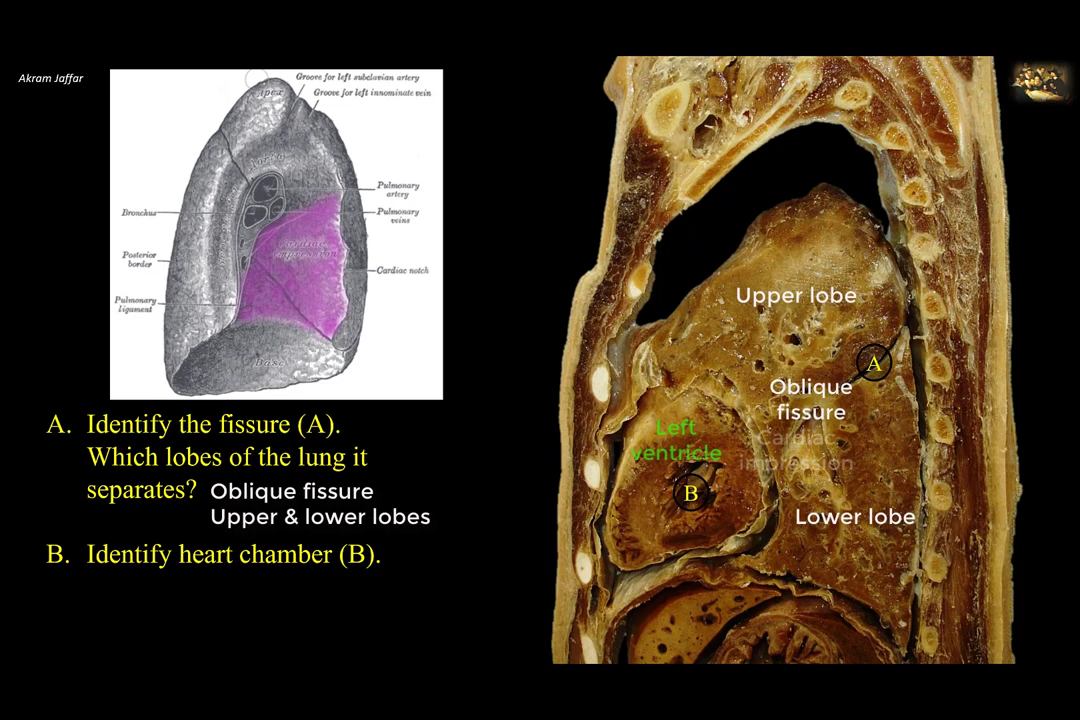 Akram Jaffar
Groove for left subclavian artery
Groove for left innominate vein
Apex
Pulmonary
artery
Bronchus
Pulmonary
veins
Cardiac
impression
Posterior
border
Cardiac notch
Pulmonary
ligament
Base
A. Identify the fissure (A).
Which lobes of the lung it
separates?
Oblique fissure
Upper & lower lobes
B. Identify heart chamber (B).
Upper lobe
A
Oblique
fissure
Left
ventricle
Cardiac
impression
B
Lower lobe